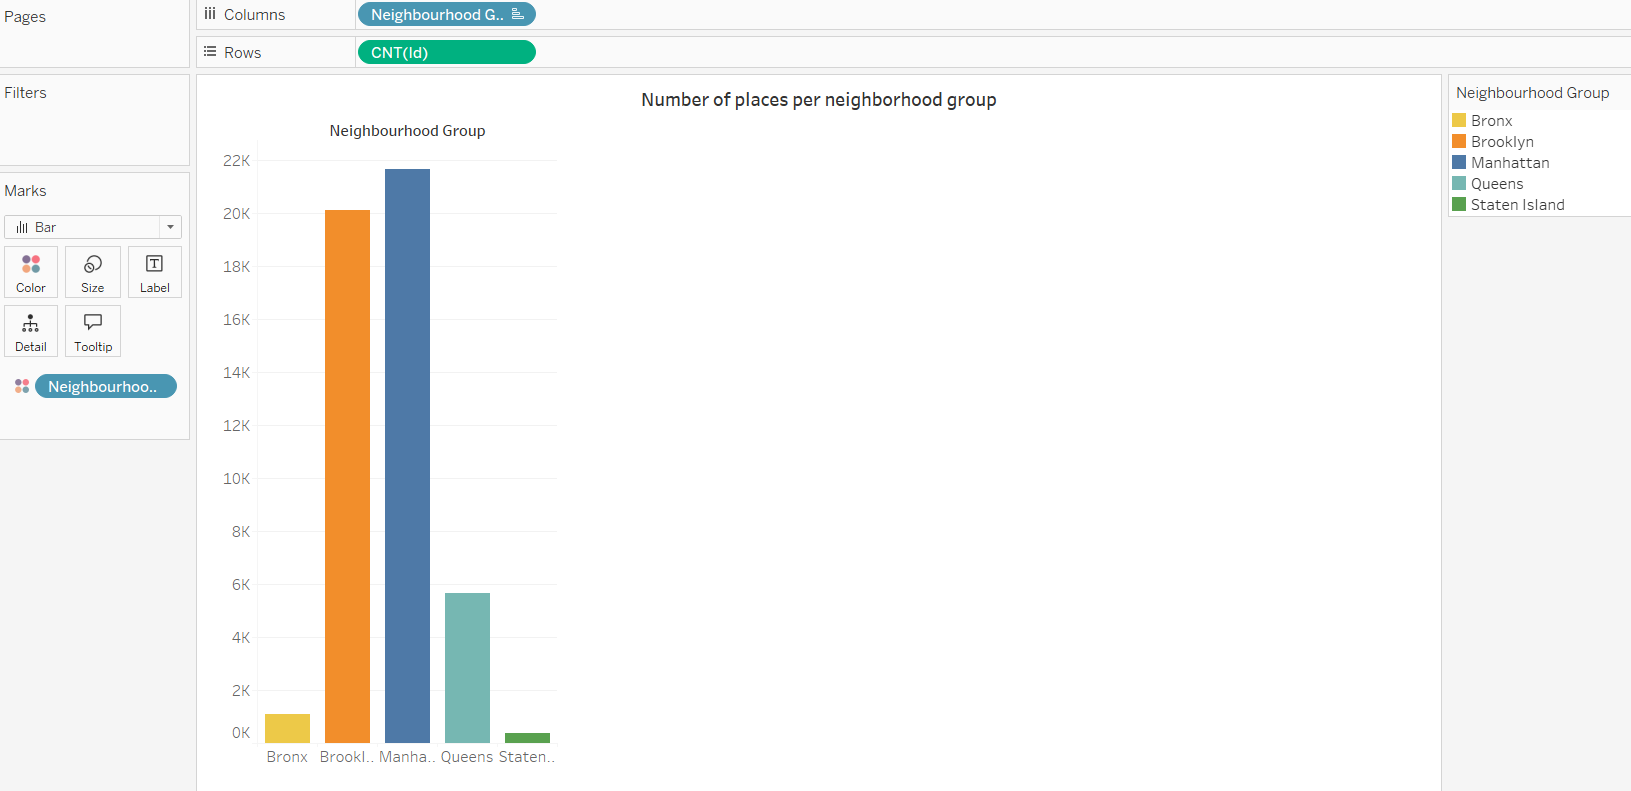 Pages
Columns
Neighbourhood G..
Rows
CNT(Id)
Filters
Marks
Bar
Color
Size
Label
Detail
Tooltip
Neighbourhoo..
Number of places per neighborhood group
Neighbourhood Group
22K
20K
18K
16K
14K
12K
10K
8K
6K
4K
2K
0K
Bronx Brookl.. Manha.. Queens Staten..
Neighbourhood Group
Bronx
Brooklyn
Manhattan
Queens
Staten Island